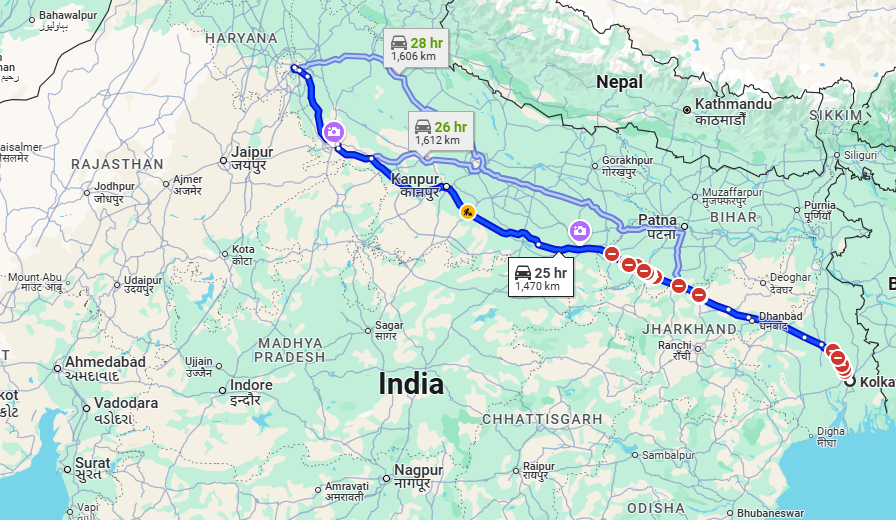 Bahawalpur
بہاولپور
HARYANA
28 hr
1,606 km
Nepal
Kathmandu
काठमाडौं
SIKKIM
26 hr
1,612 km
RAJASTHAN
Jaipur
जयपुर
Gorakhpur
गोरखपुर
Siliguri
Jodhpur
जोधपुर
Ajmer
अजमेर
Kanpur
कानपुर
Muzaffarpur
मुजफ्फरपुर
Purnia
पूर्णिया
Patna
पटना
BIHAR
Kota
कोटा
Mount Abu
माउंट आबू
Udaipur
उदयपुर
25 hr
1,470 km
Deoghar
देवघर
Dhanbad
धनबाद
JHARKHAND
Ranchi
राँची
Sagar
सागर
MADHYA
PRADESH
Ahmedabad
અમદાવાદ
Ujjain
उज्जैन
Indore
इन्दौर
India
Kolka
Vadodara
વડોદરા
CHHATTISGARH
Digha
দীঘা
Surat
સુરત
Nagpur
नागपूर
Raipur
रायपुर
Sambalpur
Amravati
अमरावती
Vapi
વાપી
ODISHA
Bhubaneswar